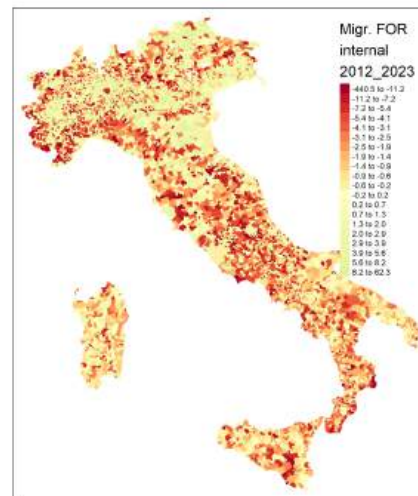 Migr. FOR
internal
2012_2023
-440.5 to -11.2
-11.2 to -7.2
-7.2 to -5.4
-5.4 to -4.1
-4.1 to -3.1
-3.1 to -2.5
-2.5 to -1.9
-1.9 to -1.4
-1.4 to -0.9
-0.9 to -0.6
-0.6 to -0.2
-0.2 to 0.2
0.2 to 0.7
0.7 to 1.3
1.3 to 2.0
2.0 to 2.9
2.9 to 3.9
3.9 to 5.6
5.6 to 8.2
8.2 to 62.3